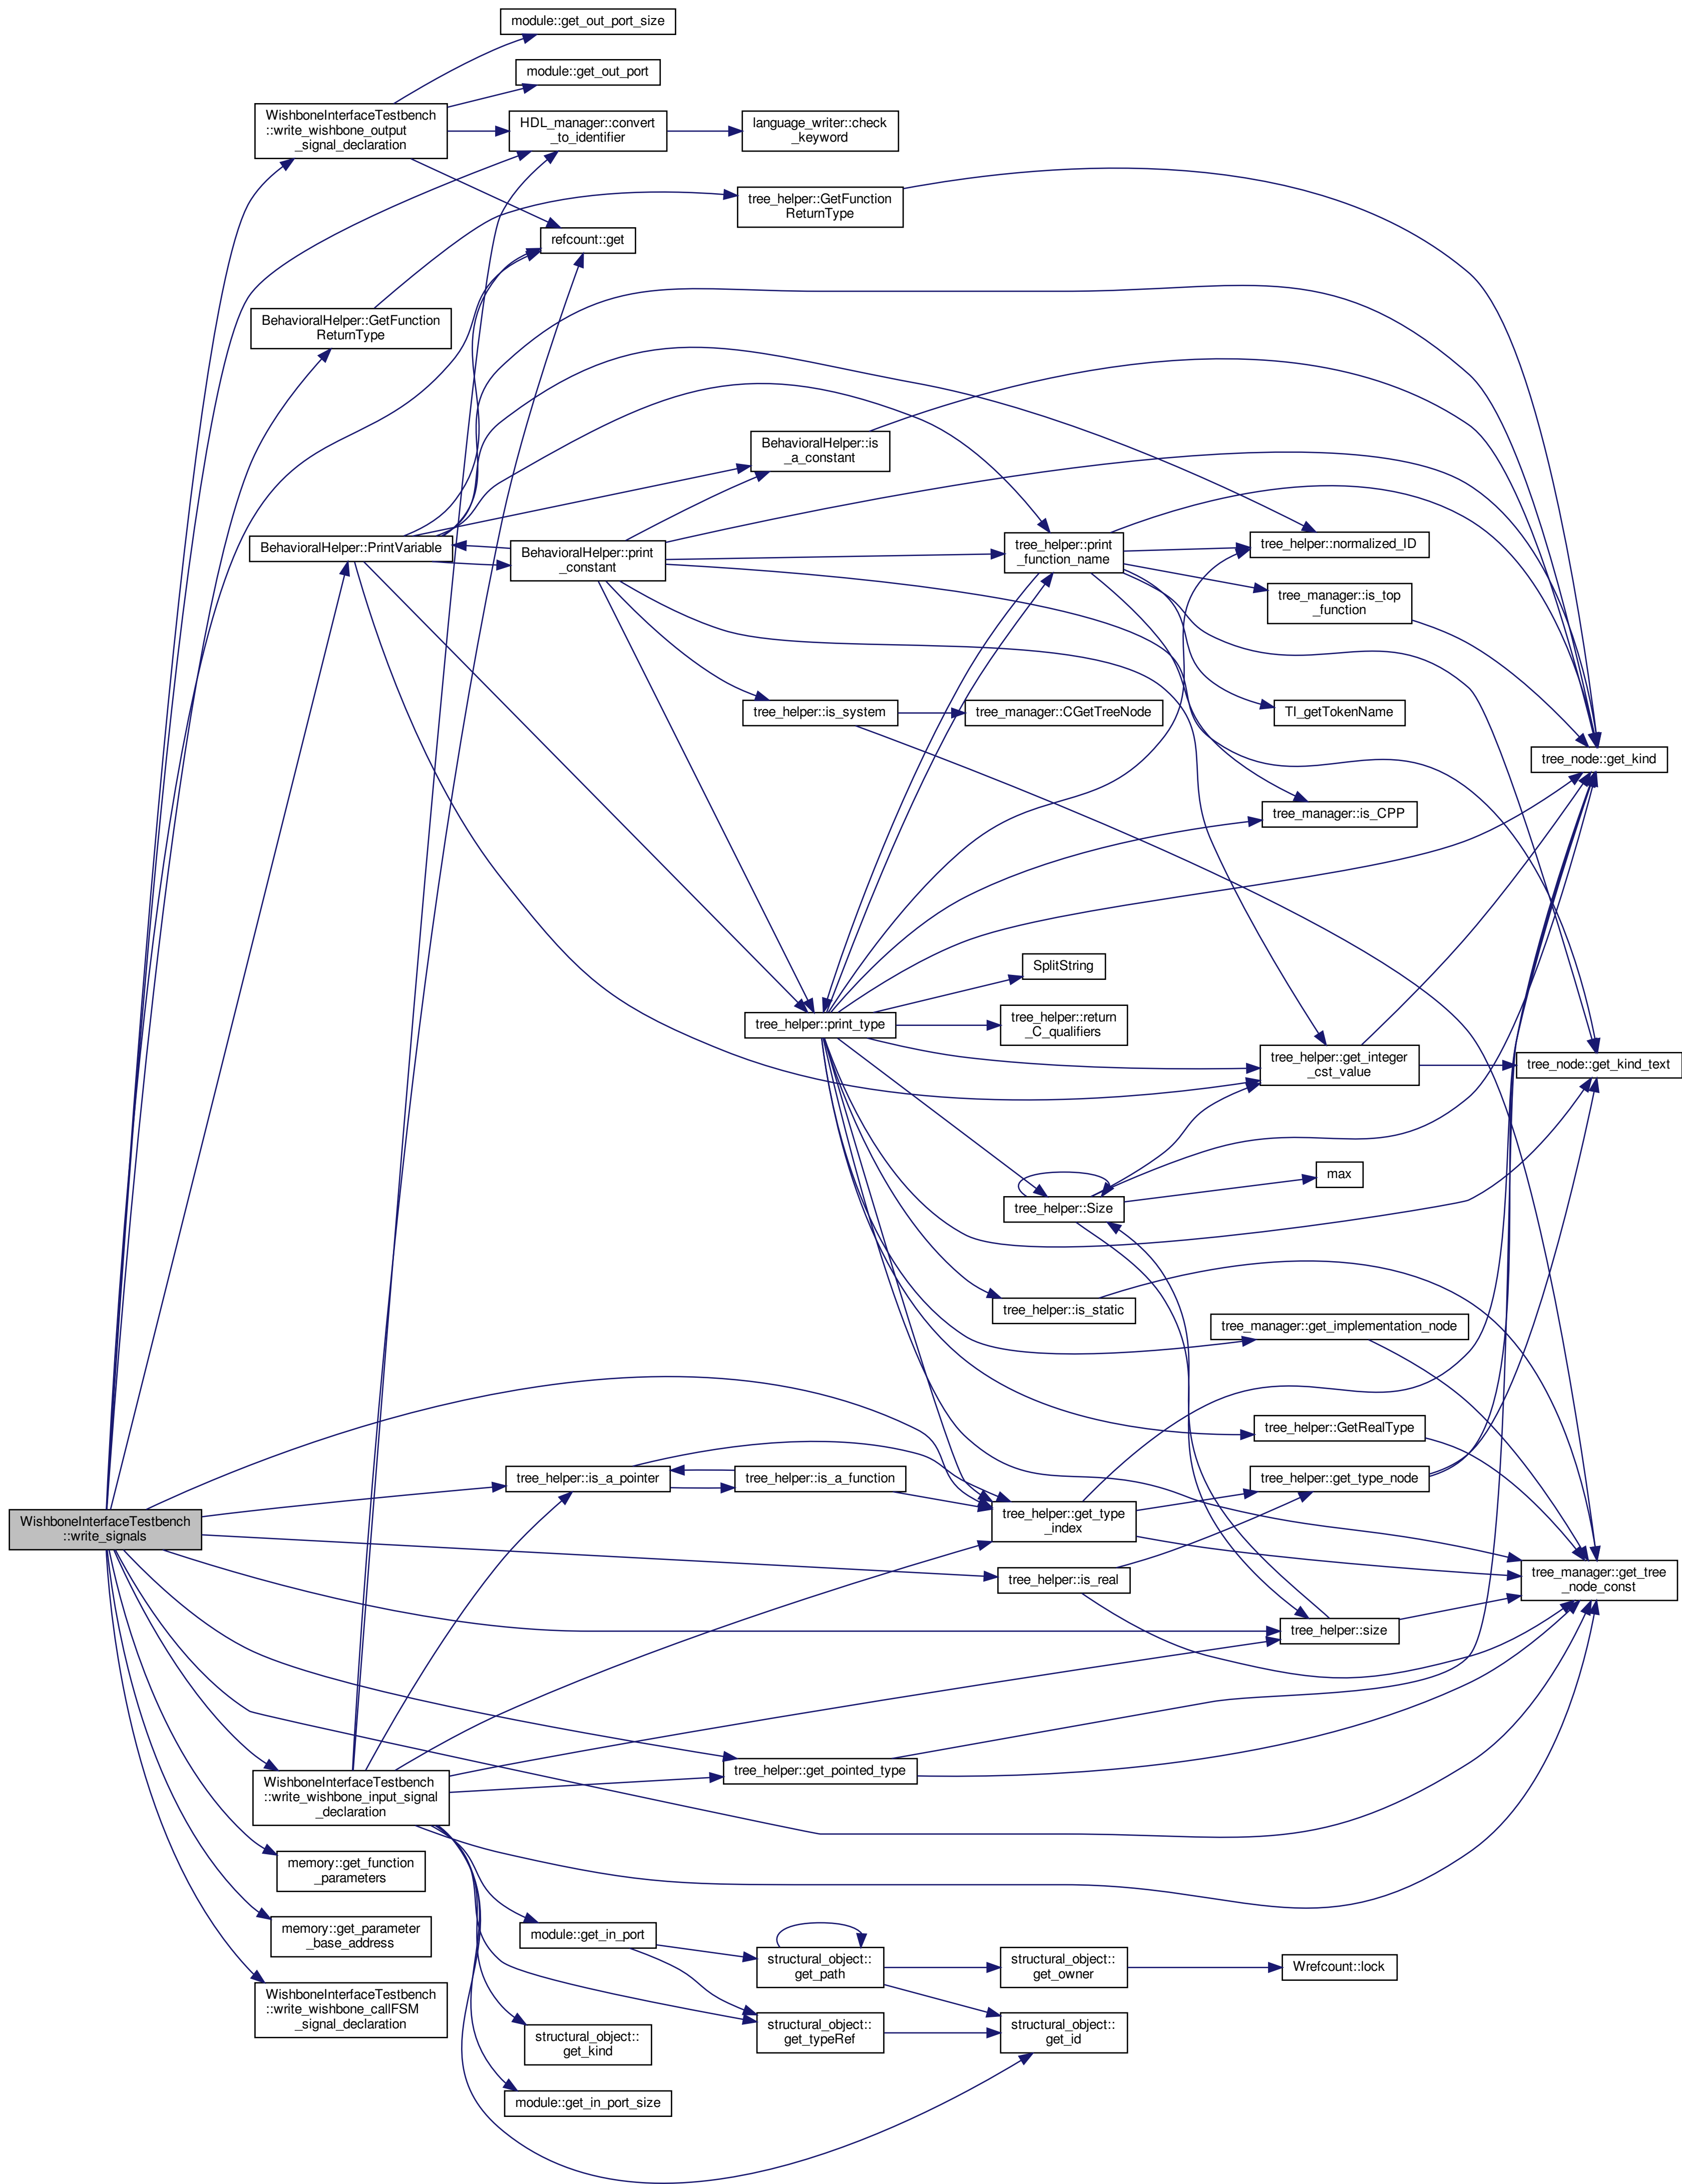 module::get_out_port_size
module::get_out_port
WishboneInterfaceTestbench
::write_wishbone_output
_signal_declaration
HDL_manager::convert
_to_identifier
language_writer::check
_keyword
tree_helper::GetFunction
ReturnType
refcount::get
BehavioralHelper::GetFunction
ReturnType
BehavioralHelper::is
_a_constant
BehavioralHelper::PrintVariable
BehavioralHelper::print
_constant
tree_helper::print
_function_name
tree_helper::normalized_ID
tree_manager::is_top
_function
tree_helper::is_system
tree_manager::CGetTreeNode
TI_getTokenName
tree_node::get_kind
tree_manager::is_CPP
SplitString
tree_helper::print_type
tree_helper::return
_C_qualifiers
tree_helper::get_integer
_cst_value
tree_node::get_kind_text
max
tree_helper::Size
tree_helper::is_static
tree_manager::get_implementation_node
tree_helper::GetRealType
tree_helper::is_a_pointer
tree_helper::is_a_function
tree_helper::get_type_node
WishboneInterfaceTestbench
::write_signals
tree_helper::get_type
_index
tree_helper::is_real
tree_manager::get_tree
_node_const
tree_helper::size
tree_helper::get_pointed_type
WishboneInterfaceTestbench
::write_wishbone_input_signal
_declaration
memory::get_function
_parameters
memory::get_parameter
_base_address
module::get_in_port
structural_object::
get_path
structural_object::
get_owner
Wrefcount::lock
WishboneInterfaceTestbench
::write_wishbone_callFSM
_signal_declaration
structural_object::
get_kind
structural_object::
get_typeRef
structural_object::
get_id
module::get_in_port_size